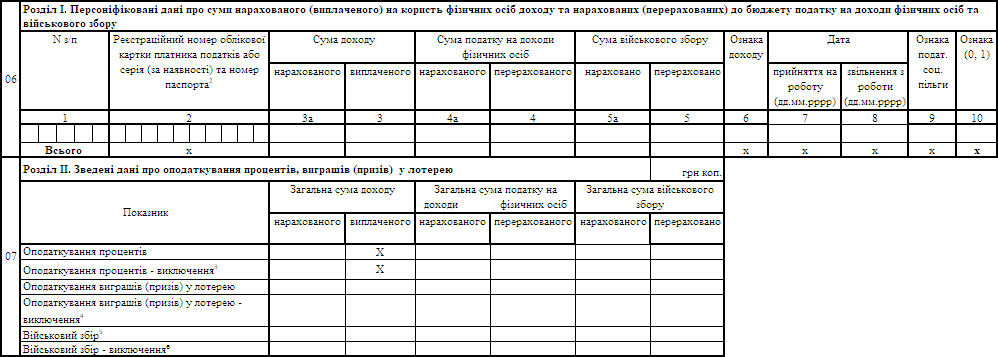 Розділ I. Персоніфіковані дані про суми нарахованого (виплаченого) на користь фізичних осіб доходу та нарахованих (перерахованих) до бюджету податку на доходи фізичних осіб та
військового збору
06
N з/п
Реєстраційний номер облікової
картки платника податків або
серія (за наявності) та номер
паспорта2
Сума доходу
Сума податку на доходи
фізичних осіб
Сума військового збору
Ознака
доходу
Дата
Ознака
подат.
соц.
пільги
Ознака
(0, 1)
нарахованого
виплаченого
нарахованого
перерахованого
нараховано
перераховано
прийняття на
роботу
(дд.мм.рррр)
звільнення з
роботи
(дд.мм.рррр)
1 2 3а 3 4а 4 5а 5 6 7 8 9 10
Всього х х х х х х
07
Розділ II. Зведені дані про оподаткування процентів, виграшів (призів) у лотерею
грн коп.
Показник
Загальна сума доходу
Загальна сума податку на
доходи фізичних осіб
Загальна сума військового
збору
нарахованого
виплаченого
нарахованого
перерахованого
нарахованого
перераховано
Оподаткування процентів X
Оподаткування процентів - виключення3 X
Оподаткування виграшів (призів) у лотерею
Оподаткування виграшів (призів) у лотерею -
виключення4
Військовий збір5
Військовий збір - виключення6